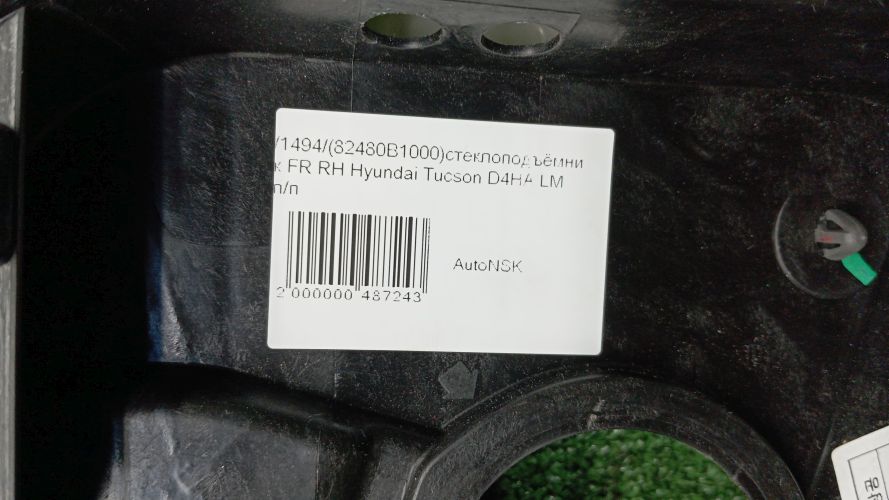 /1494/(82480B1000)стеклоподъёмни
к FR RH Hyundai Tucson D4HA LM
п/п
AutoNSK
2 000000 487243